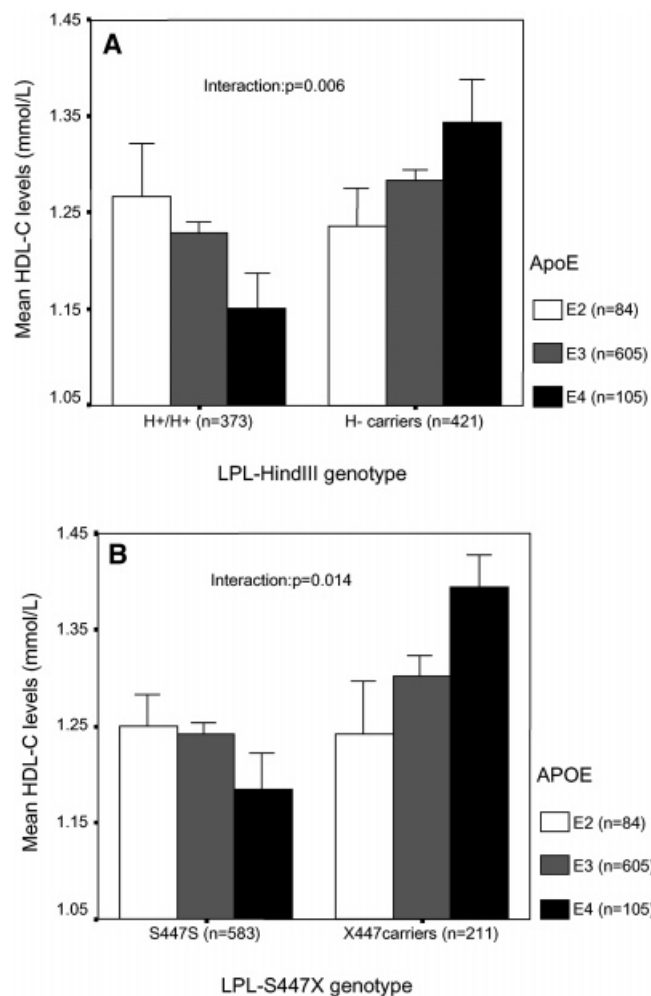 A
Interaction:p=0.006
Mean HDL-C levels (mmol/L)
1.45
1.35
1.25
1.15
1.05
H+/H+ (n=373)
H- carriers (n=421)
LPL-HindIII genotype
ApoE
E2 (n=84)
E3 (n=605)
E4 (n=105)
B
Interaction:p=0.014
Mean HDL-C levels (mmol/L)
1.45
1.35
1.25
1.15
1.05
S447S (n=583)
X447carriers (n=211)
LPL-S447X genotype
APOE
E2 (n=84)
E3 (n=605)
E4 (n=105)